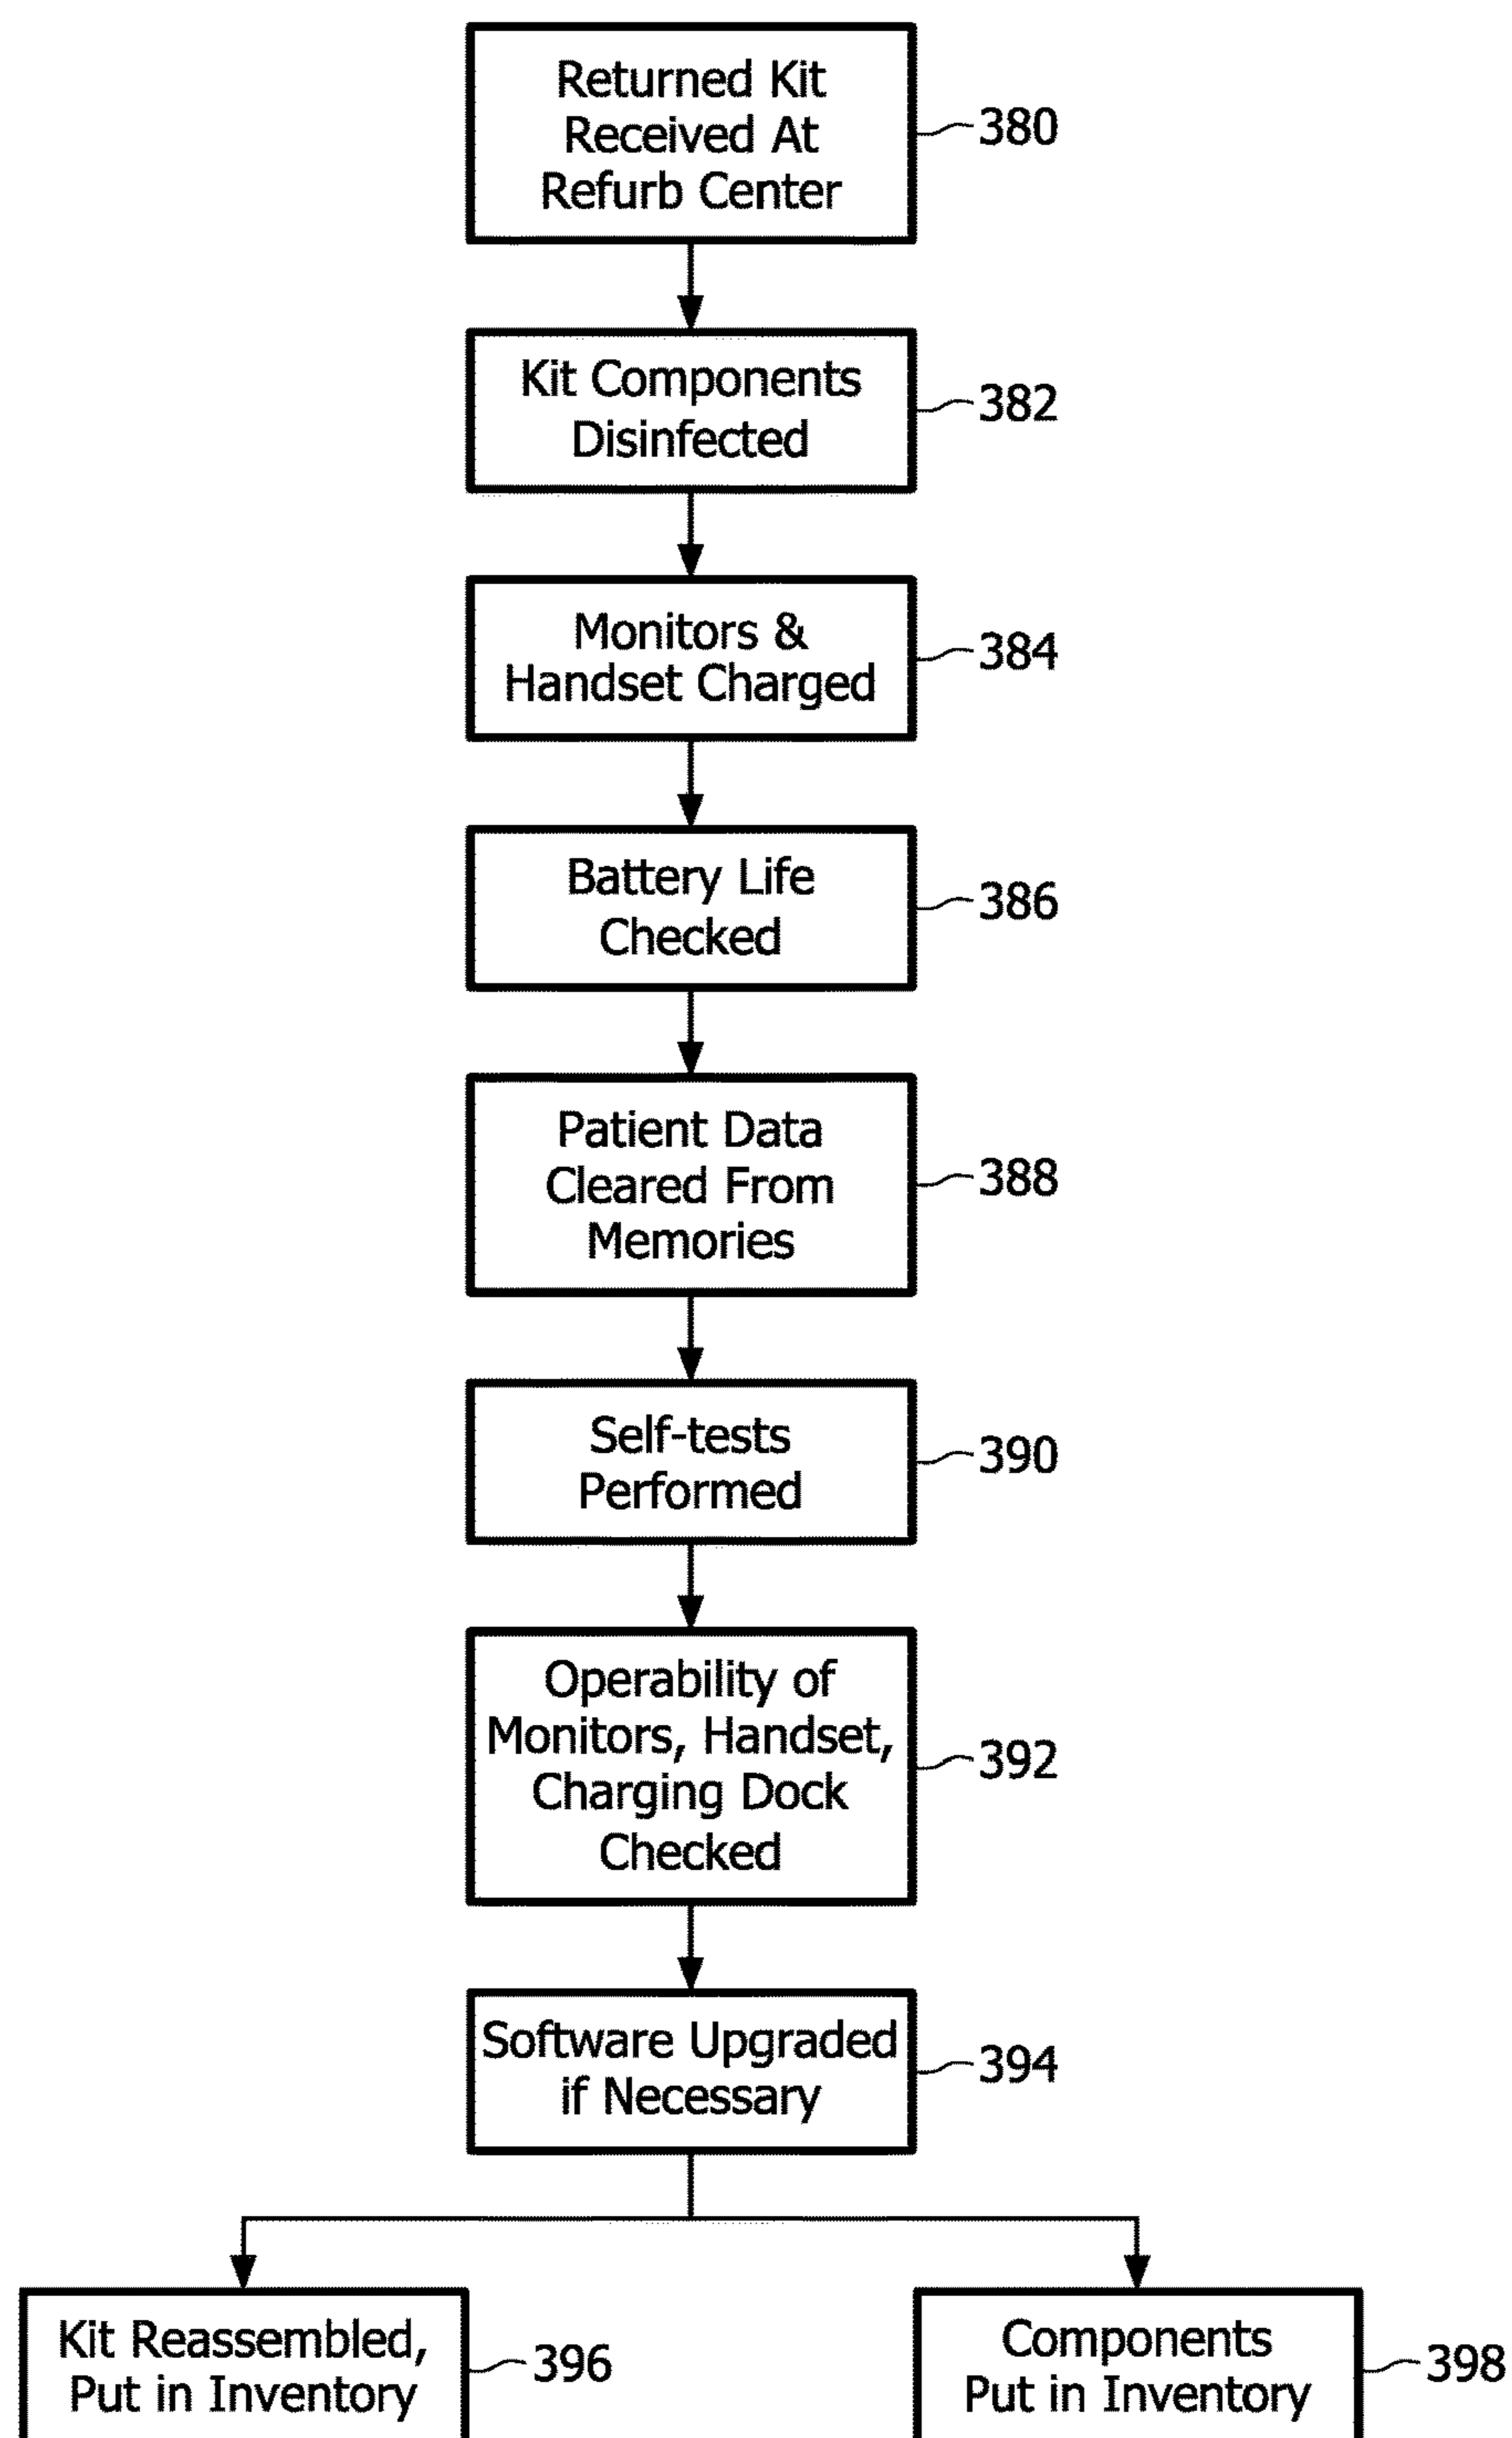 Returned Kit
Received At
Refurb Center
380
Kit Components
Disinfected
382
Monitors &
Handset Charged
384
Battery Life
Checked
386
Patient Data
Cleared From
Memories
388
Self-tests
Performed
390
Operability of
Monitors, Handset,
Charging Dock
Checked
392
Software Upgraded
if Necessary
394
Kit Reassembled,
Put in Inventory
396
Components
Put in Inventory
398